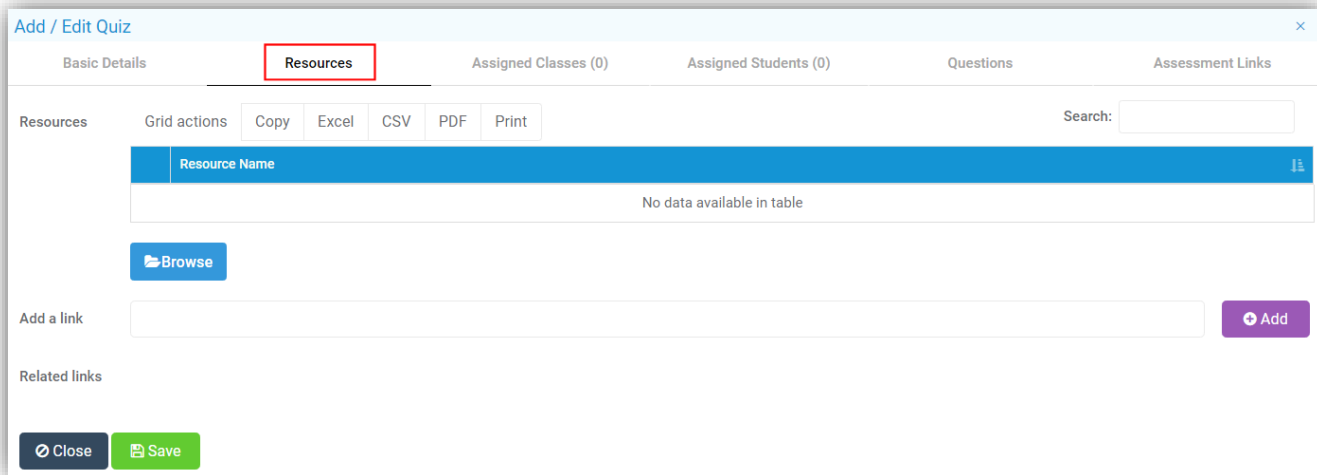 Add / Edit Quiz ×
Basic Details Resources Assigned Classes (0) Assigned Students (0) Questions Assessment Links
Resources Grid actions Copy Excel CSV PDF Print Search:
Resource Name
No data available in table
Browse
Add a link Add
Related links
Close Save